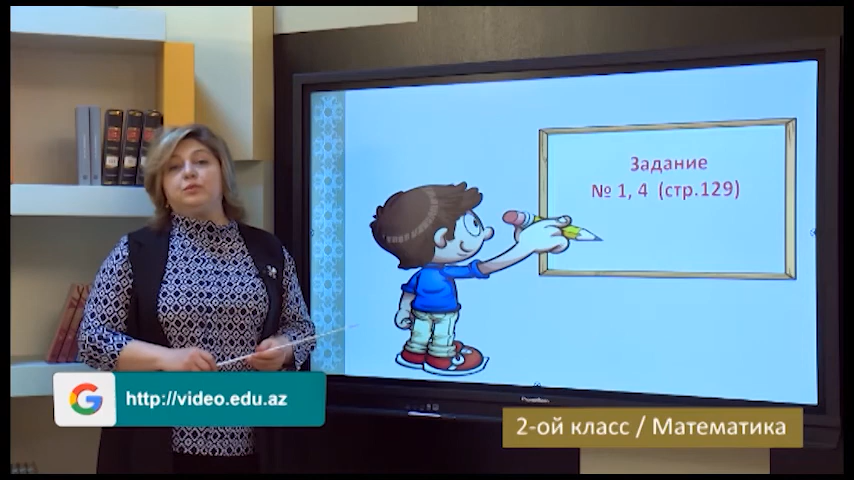 Задание
№ 1, 4 (стр.129)
http://video.edu.az
2-ой класс / Математика